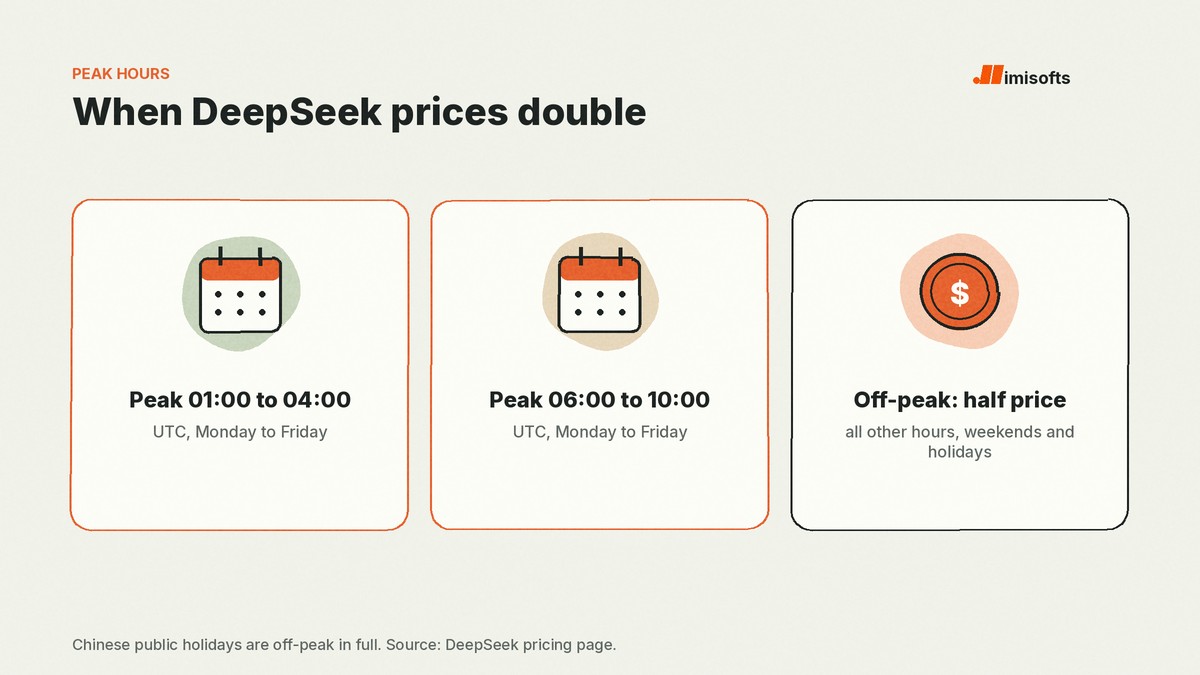 PEAK HOURS
imisofts
When DeepSeek prices double
$
Peak 01:00 to 04:00
UTC, Monday to Friday
Peak 06:00 to 10:00
UTC, Monday to Friday
Off-peak: half price
all other hours, weekends and
holidays
Chinese public holidays are off-peak in full. Source: DeepSeek pricing page.